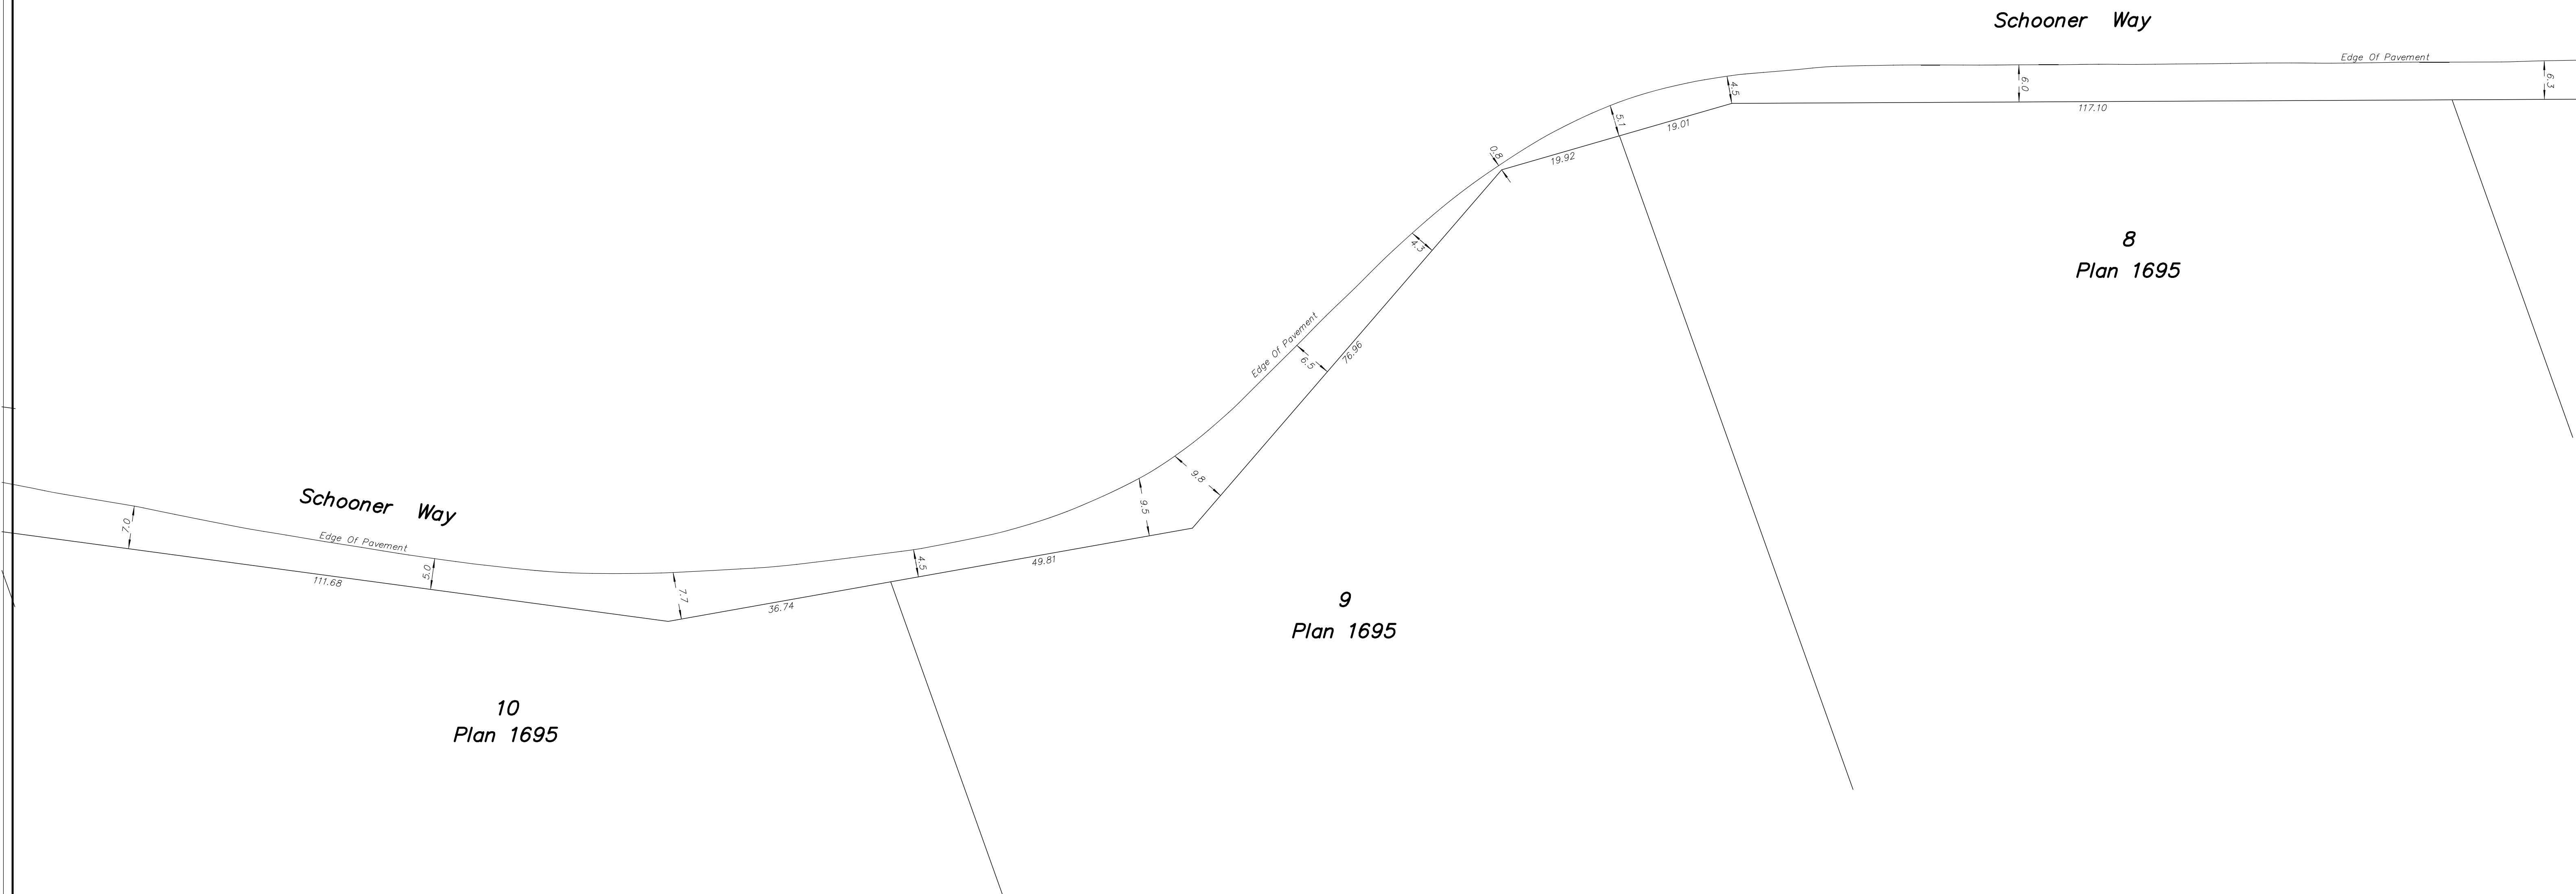 Schooner Way
Edge Of Pavement
6.0
6.3
117.10
4.5
5.1
19.01
0.8
19.92
8
Plan 1695
4.3
Edge Of Pavement
6.5
76.96
9.8
9.5
Schooner Way
7.0
Edge Of Pavement
5.0
111.68
7.7
4.5
49.81
36.74
9
Plan 1695
10
Plan 1695